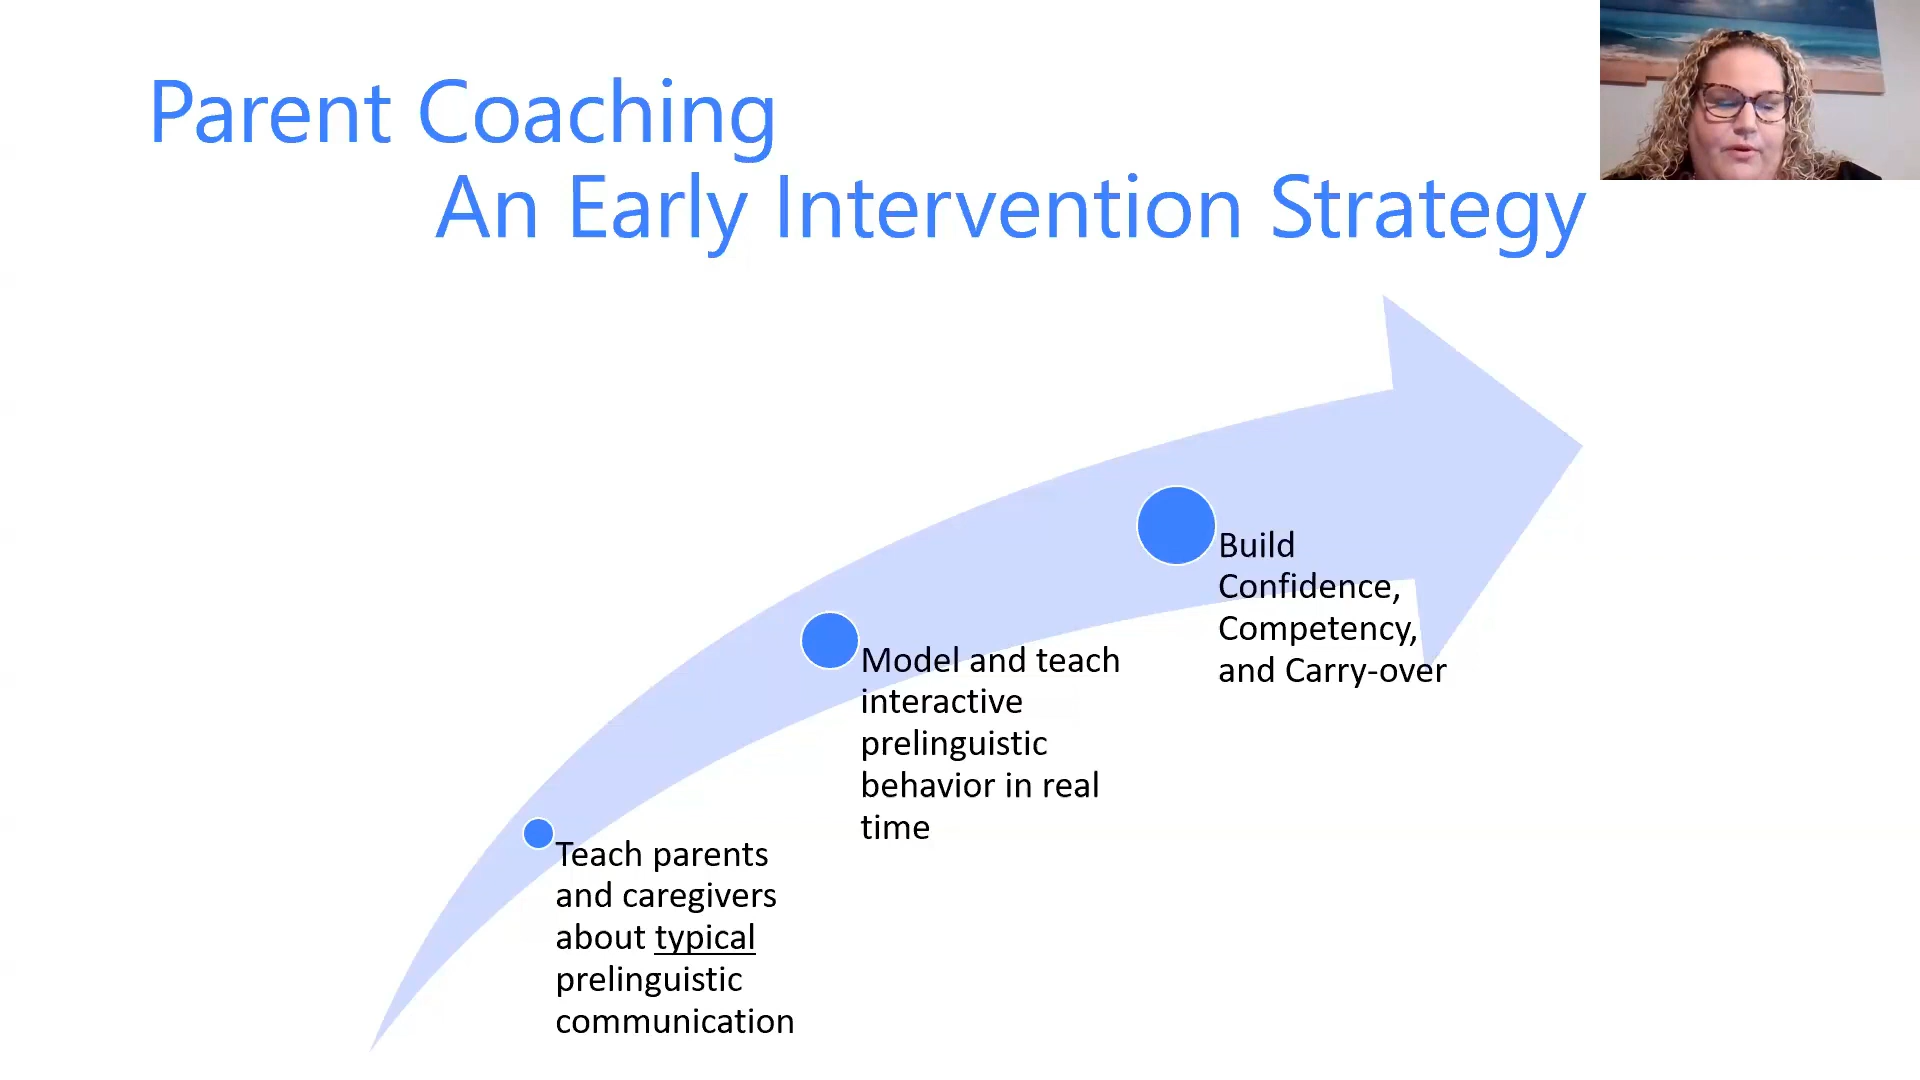 Parent Coaching
An Early Intervention Strategy
Teach parents
and caregivers
about typical
prelinguistic
communication
Model and teach
interactive
prelinguistic
behavior in real
time
Build
Confidence,
Competency,
and Carry-over